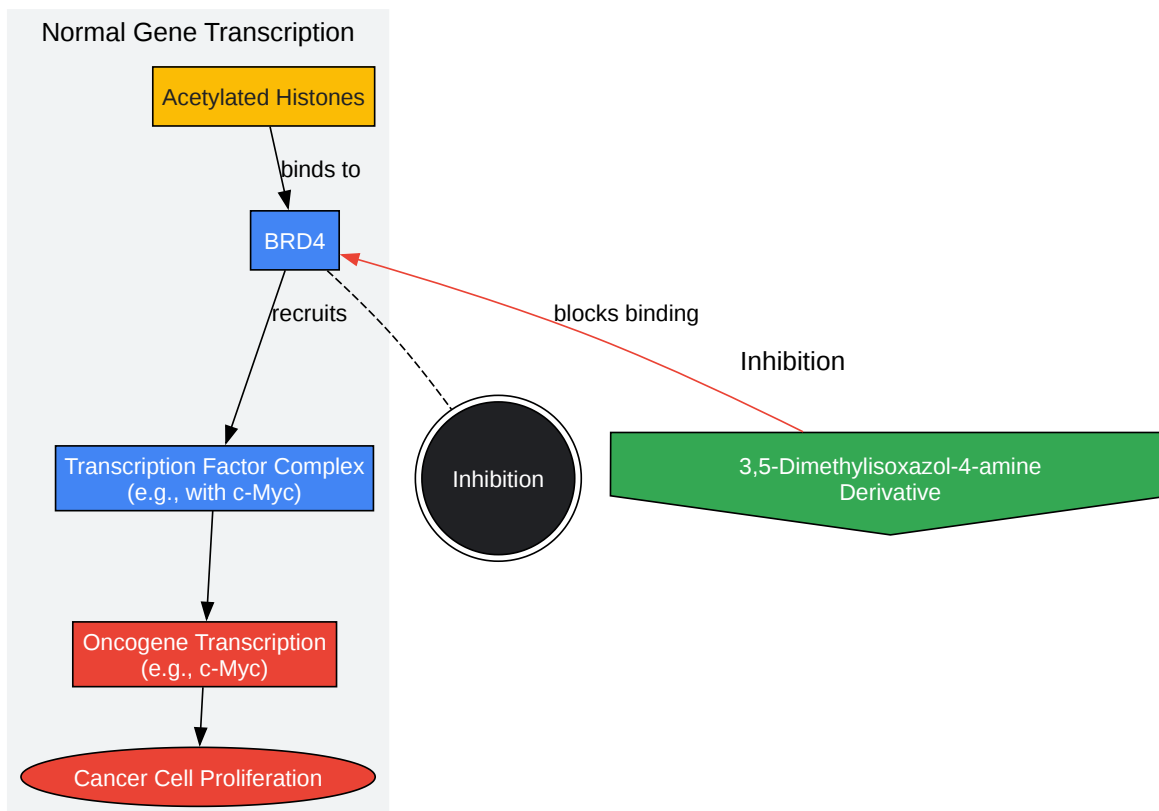 Normal Gene Transcription
Acetylated Histones
binds to
BRD4
recruits
blocks binding
Inhibition
Transcription Factor Complex
(e.g., with c-Myc)
Inhibition
3,5-Dimethylisoxazol-4-amine
Derivative
Oncogene Transcription
(e.g., c-Myc)
Cancer Cell Proliferation